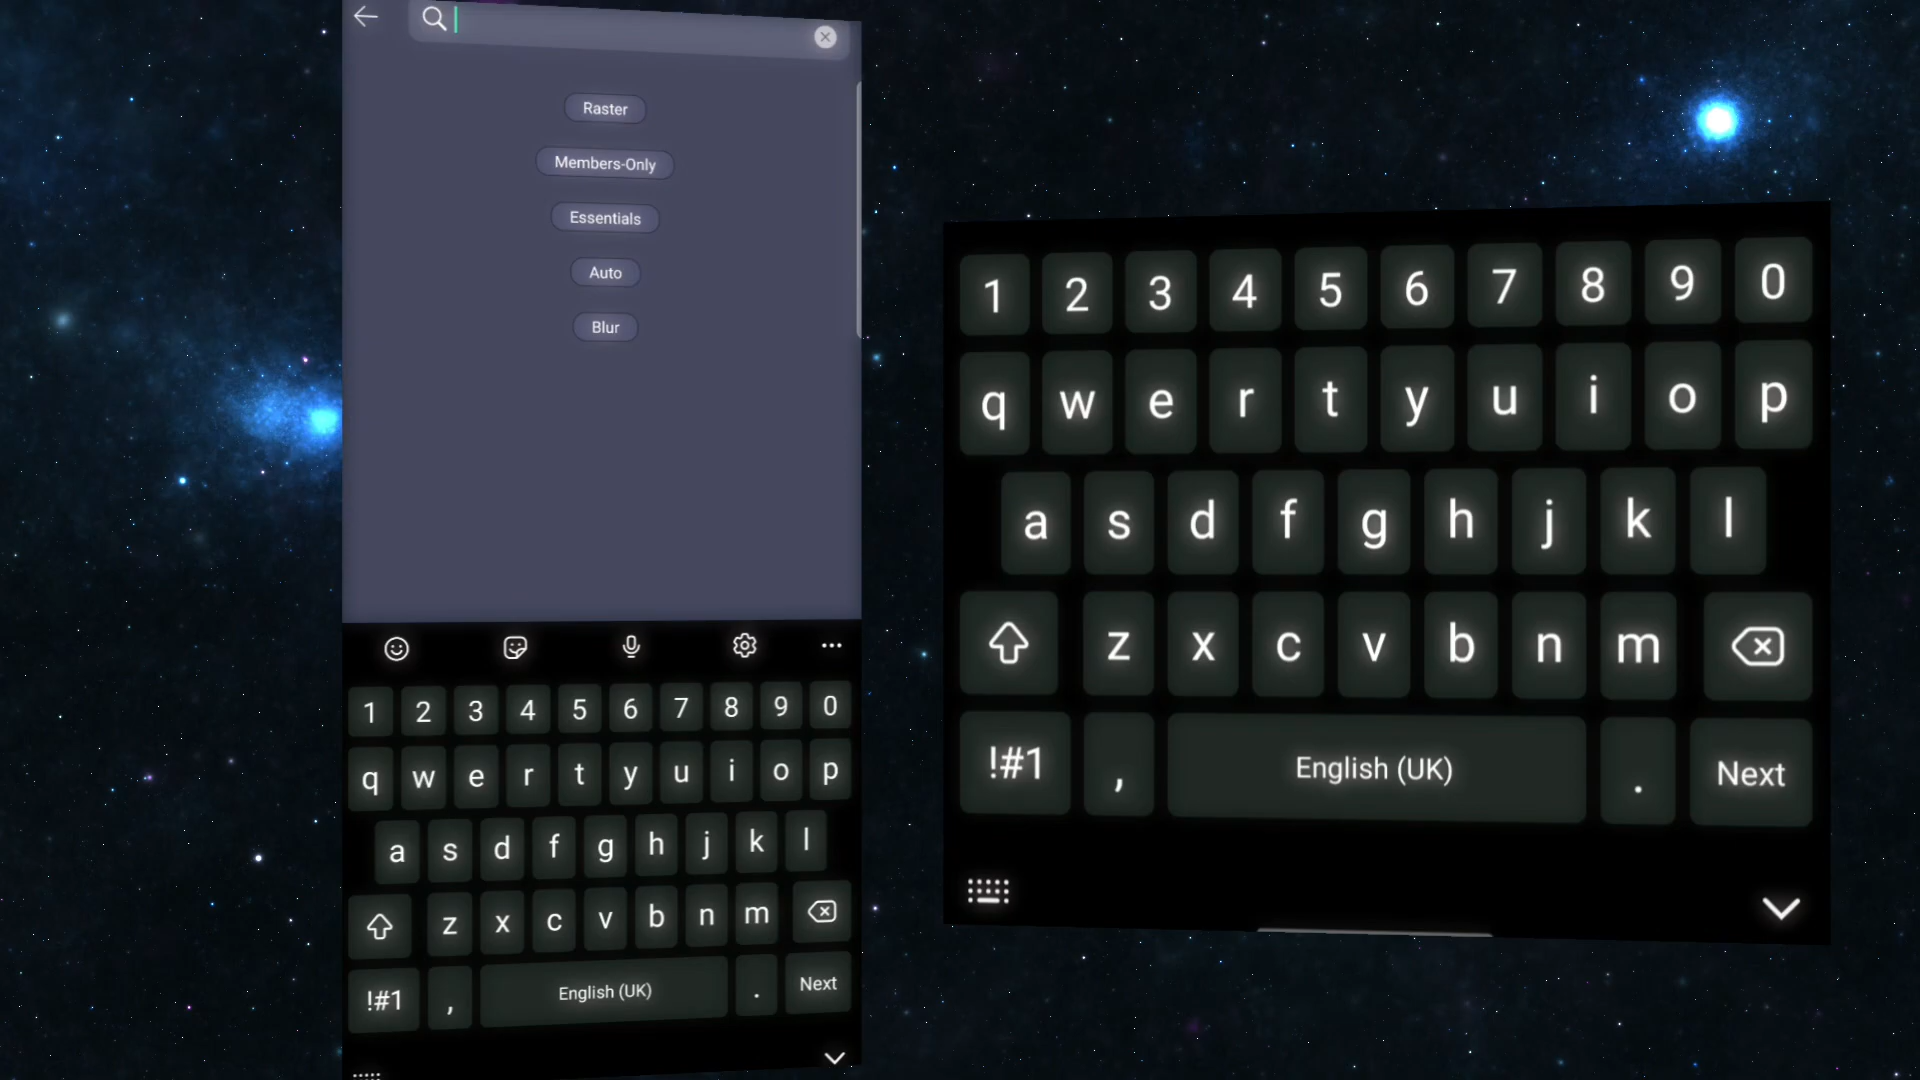 Raster
Members-Only
Essentials
Auto
Blur
1 2 3 4 5 6 7 8 9 0
q w e r t y u i o p
a s d f g h j k l
z x c v b n m
!#1 , English (UK) . Next
1 2 3 4 5 6 7 8 9 0
q w e r t y u i o p
a s d f g h j k l
z x c v b n m
!#1 , English (UK) . Next